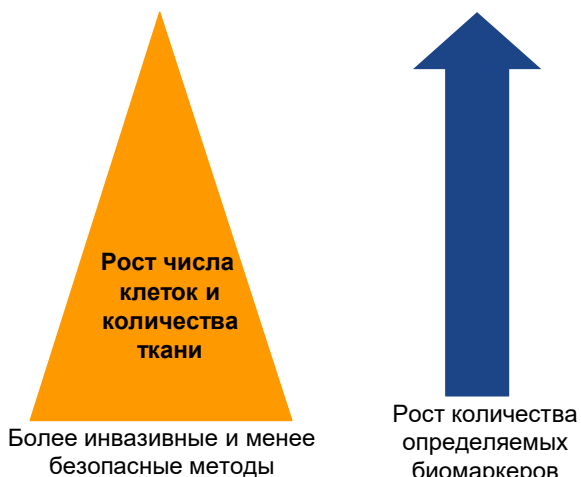 Рост числа
клеток и
количества
ткани
Более инвазивные и менее
безопасные методы
Рост количества
определяемых
биомаркеров